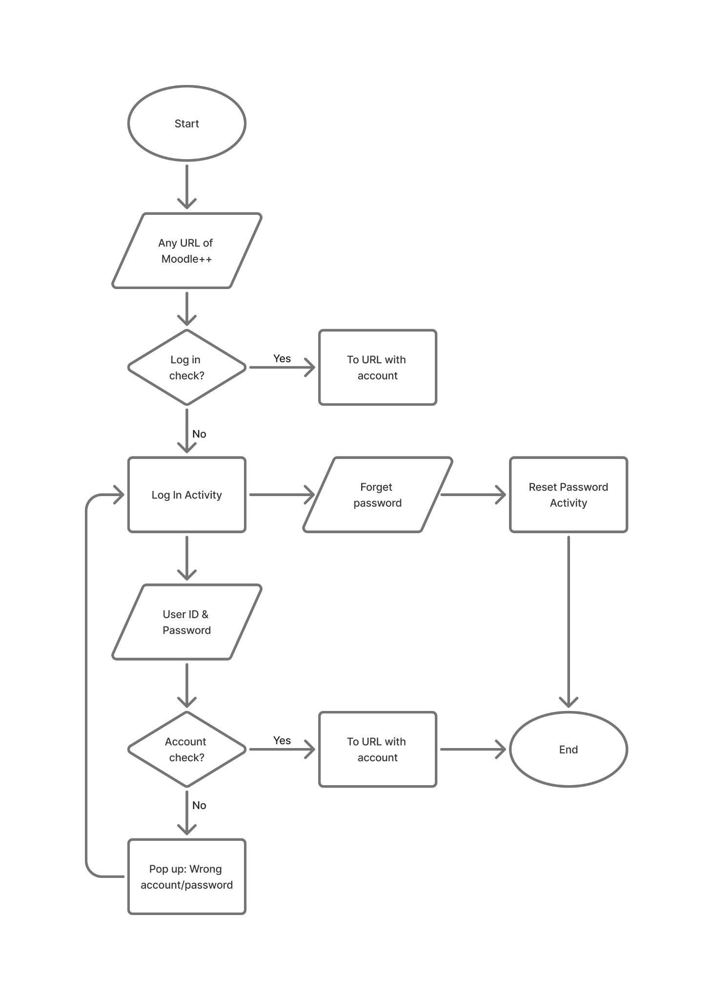 Start
Any URL of
Moodle++
Log in
check?
Yes
To URL with
account
No
Log In Activity
Forget
password
Reset Password
Activity
User ID &
Password
Account
check?
Yes
To URL with
account
End
No
Pop up: Wrong
account/password